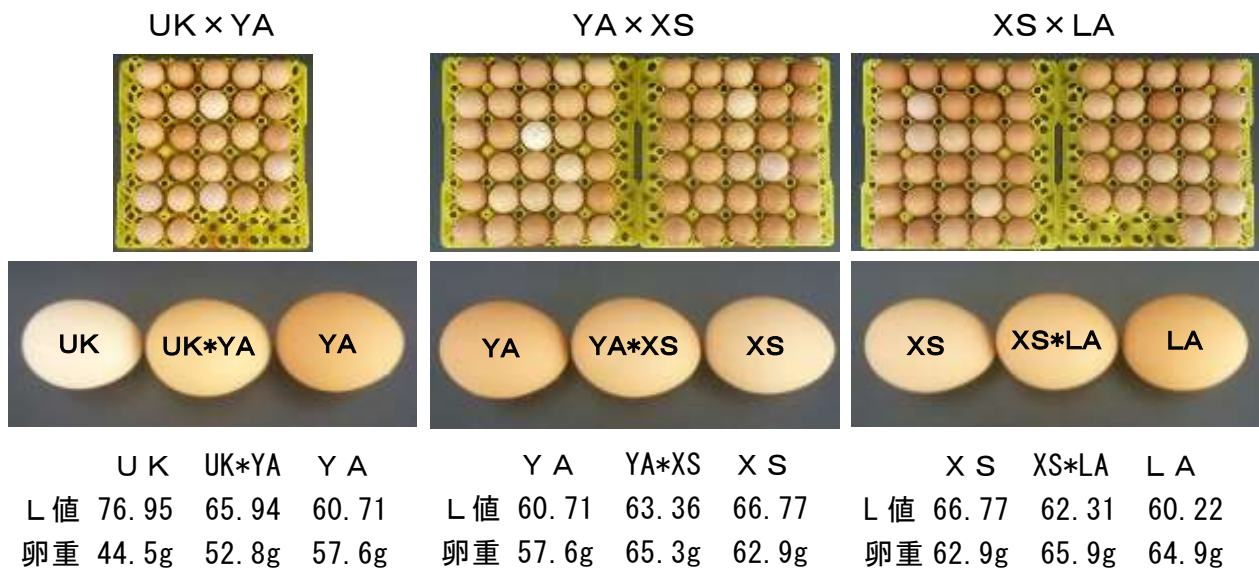 UK×YA
YA×XS
XS×LA
UK UK*YA YA
YA YA*XS XS
XS XS*LA LA
UK UK*YA YA
L値 76.95 65.94 60.71
卵重 44.5g 52.8g 57.6g
YA YA*XS XS
L値 60.71 63.36 66.77
卵重 57.6g 65.3g 62.9g
XS XS*LA LA
L値 66.77 62.31 60.22
卵重 62.9g 65.9g 64.9g